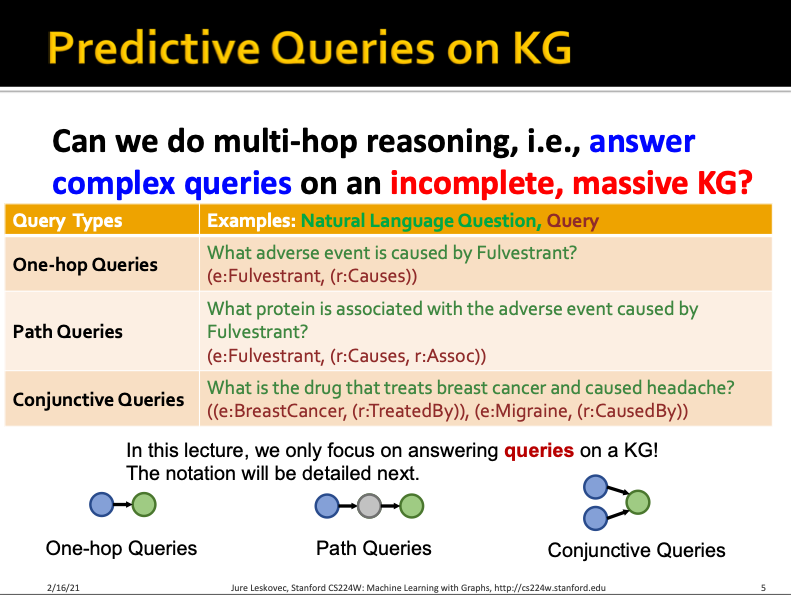 Predictive Queries on KG
Can we do multi-hop reasoning, i.e., answer
complex queries on an incomplete, massive KG?
Query Types
Examples: Natural Language Question, Query
One-hop Queries
What adverse event is caused by Fulvestrant?
(e:Fulvestrant, (r:Causes))
Path Queries
What protein is associated with the adverse event caused by
Fulvestrant?
(e:Fulvestrant, (r:Causes, r:Assoc))
Conjunctive Queries
What is the drug that treats breast cancer and caused headache?
((e:BreastCancer, (r:TreatedBy)), (e:Migraine, (r:CausedBy))
In this lecture, we only focus on answering queries on a KG!
The notation will be detailed next.
One-hop Queries
Path Queries
Conjunctive Queries
2/16/21
Jure Leskovec, Stanford CS224W: Machine Learning with Graphs, http://cs224w.stanford.edu
5